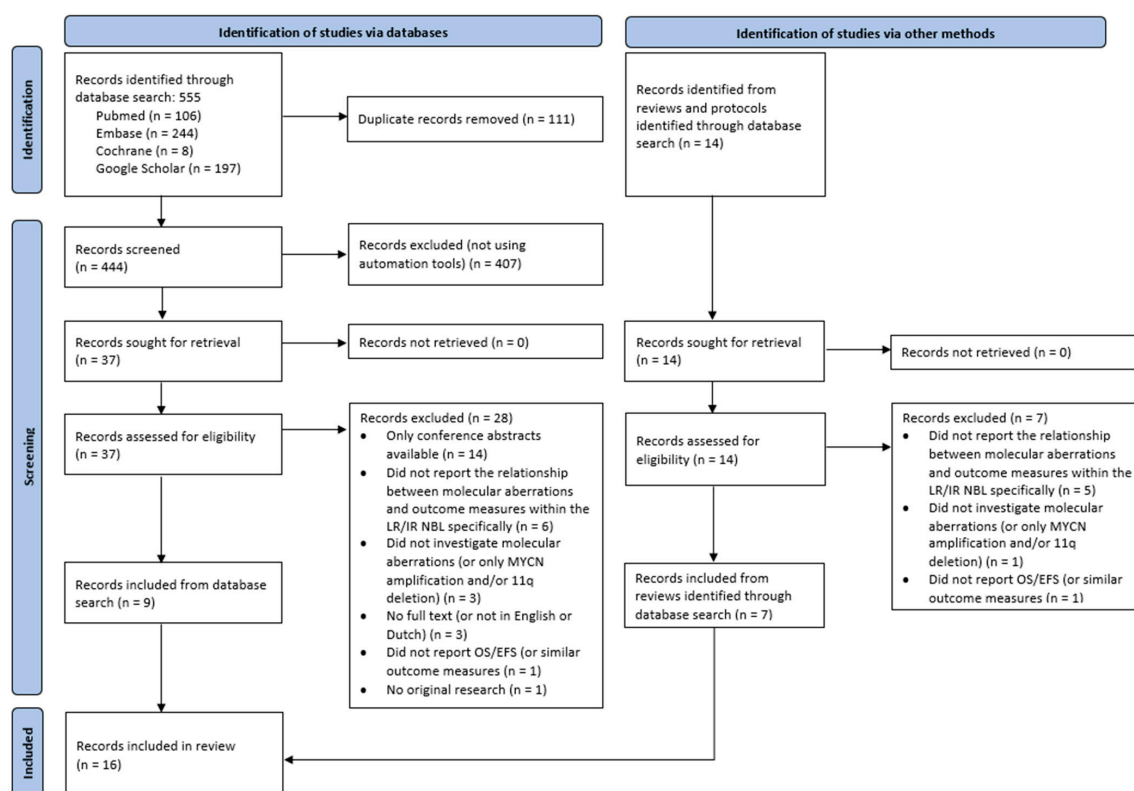 Identification of studies via databases
Identification of studies via other methods
Identification
Records identified through
database search: 555
Pubmed (n = 106)
Embase (n = 244)
Cochrane (n = 8)
Google Scholar (n = 197)
Duplicate records removed (n = 111)
Records identified from
reviews and protocols
identified through database
search (n = 14)
Screening
Records screened
(n = 444)
Records excluded (not using
automation tools) (n = 407)
Records sought for retrieval
(n = 37)
Records not retrieved (n = 0)
Records sought for retrieval
(n = 14)
Records not retrieved (n = 0)
Records assessed for eligibility
(n = 37)
Records excluded (n = 28)
• Only conference abstracts
available (n = 14)
• Did not report the relationship
between molecular aberrations
and outcome measures within the
LR/IR NBL specifically (n = 6)
• Did not investigate molecular
aberrations (or only MYCN
amplification and/or 11q
deletion) (n = 3)
• No full text (or not in English or
Dutch) (n = 3)
• Did not report OS/EFS (or similar
outcome measures (n = 1)
• No original research (n = 1)
Records assessed for
eligibility (n = 14)
Records excluded (n = 7)
• Did not report the relationship
between molecular aberrations
and outcome measures within the
LR/IR NBL specifically (n = 5)
• Did not investigate molecular
aberrations (or only MYCN
amplification and/or 11q
deletion) (n = 1)
• Did not report OS/EFS (or similar
outcome measures (n = 1)
Records included from database
search (n = 9)
Records included from
reviews identified through
database search (n = 7)
Included
Records included in review
(n = 16)